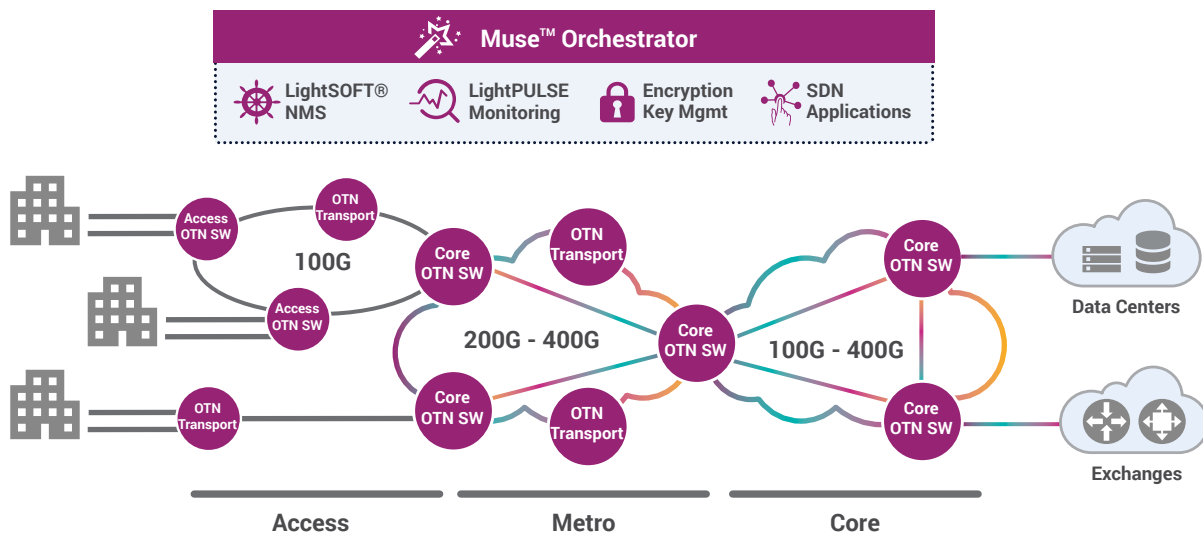 Muse™ Orchestrator
LightSOFT®
NMS
LightPULSE
Monitoring
Encryption
Key Mgmt
SDN
Applications
Access
OTN SW
OTN
Transport
100G
Access
OTN SW
OTN
Transport
Core
OTN SW
Core
OTN SW
OTN
Transport
200G - 400G
OTN
Transport
Core
OTN SW
100G - 400G
Core
OTN SW
Core
OTN SW
Data Centers
Exchanges
Access
Metro
Core